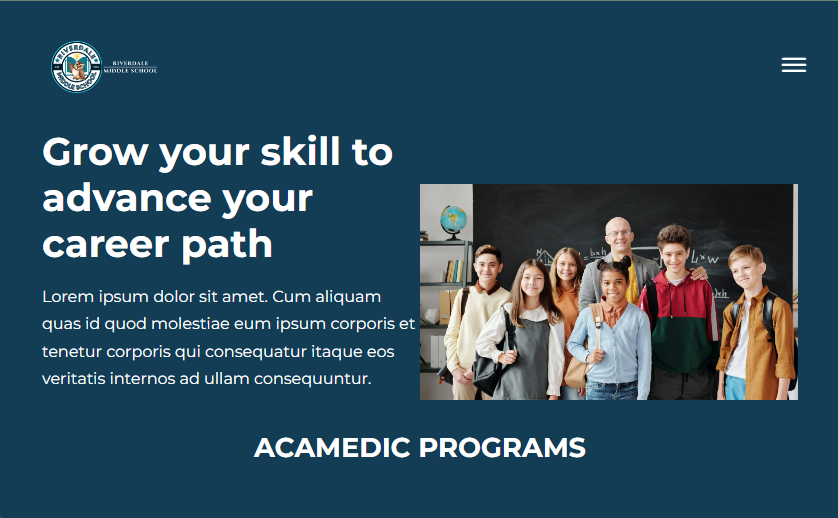 RIVERDALE
MIDDLE SCHOOL
RIVERDALE
MIDDLE SCHOOL
Grow your skill to
advance your
career path
Lorem ipsum dolor sit amet. Cum aliquam
quas id quod molestiae eum ipsum corporis et
tenetur corporis qui consequatur itaque eos
veritatis internos ad ullam consequuntur.
ACAMEDIC PROGRAMS